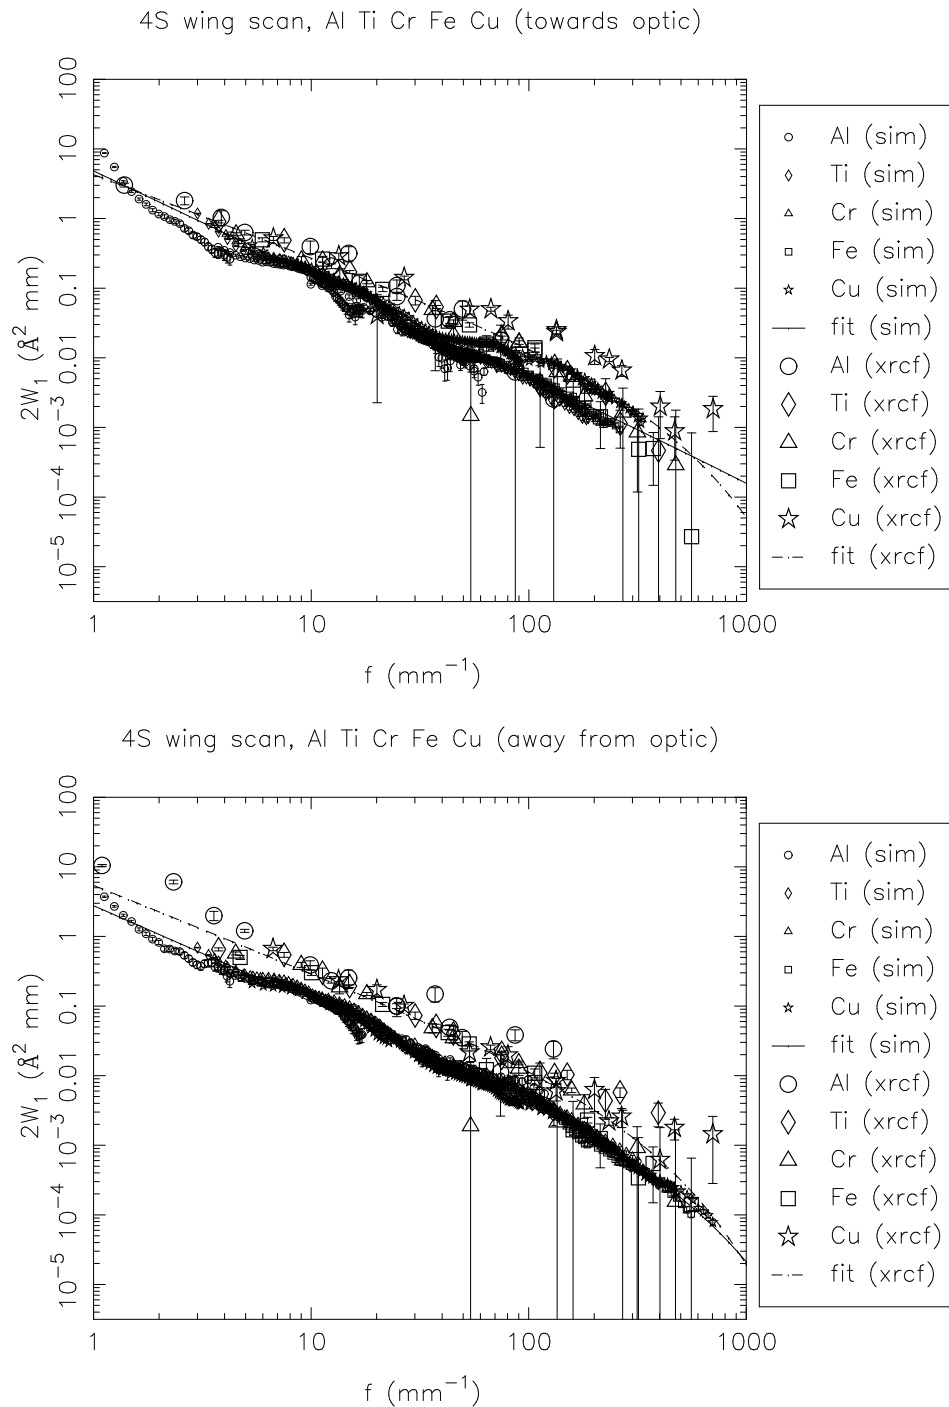 4S wing scan, Al Ti Cr Fe Cu (towards optic)
100
10
1
0.1
0.01
10⁻³
10⁻⁴
10⁻⁵
2W₁ (Å² mm)
1 10 100 1000
f (mm⁻¹)
Al (sim)
Ti (sim)
Cr (sim)
Fe (sim)
Cu (sim)
fit (sim)
Al (xrcf)
Ti (xrcf)
Cr (xrcf)
Fe (xrcf)
Cu (xrcf)
fit (xrcf)
4S wing scan, Al Ti Cr Fe Cu (away from optic)
100
10
1
0.1
0.01
10⁻³
10⁻⁴
10⁻⁵
2W₁ (Å² mm)
1 10 100 1000
f (mm⁻¹)
Al (sim)
Ti (sim)
Cr (sim)
Fe (sim)
Cu (sim)
fit (sim)
Al (xrcf)
Ti (xrcf)
Cr (xrcf)
Fe (xrcf)
Cu (xrcf)
fit (xrcf)